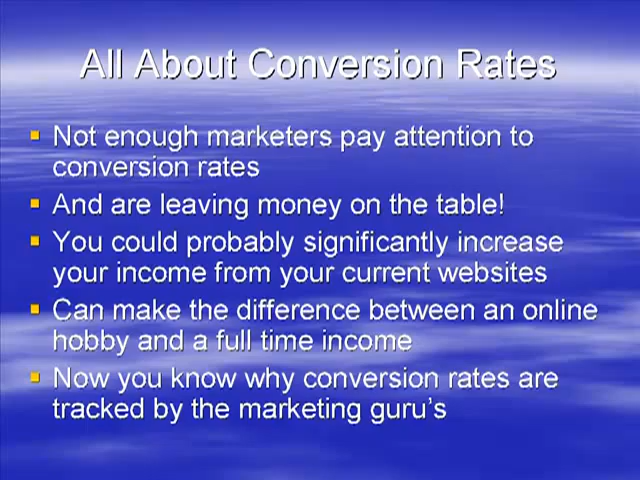 All About Conversion Rates
Not enough marketers pay attention to
conversion rates
And are leaving money on the table!
You could probably significantly increase
your income from your current websites
Can make the difference between an online
hobby and a full time income
Now you know why conversion rates are
tracked by the marketing guru's